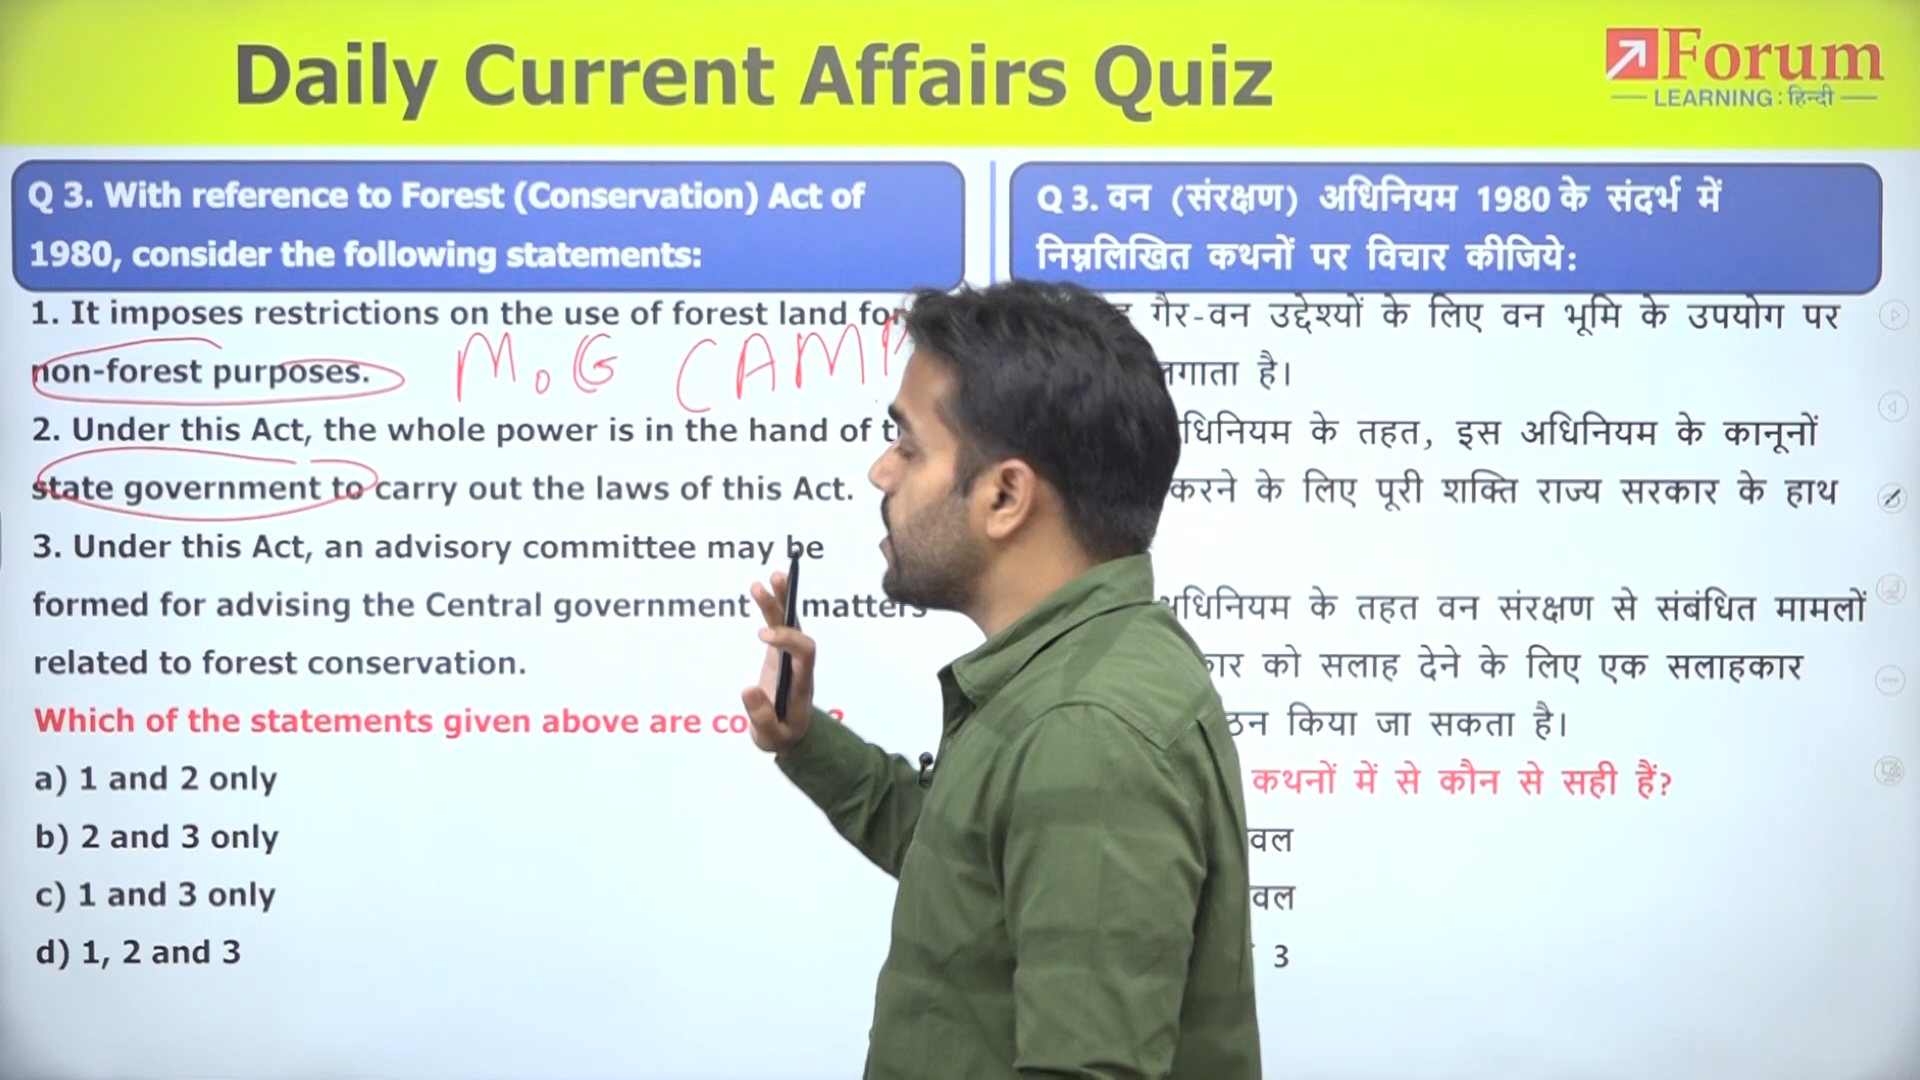 Daily Current Affairs Quiz
Forum
LEARNING : हिन्दी
Q 3. With reference to Forest (Conservation) Act of
1980, consider the following statements:
1. It imposes restrictions on the use of forest land for
non-forest purposes.
M.G CAM
2. Under this Act, the whole power is in the hand of
state government to carry out the laws of this Act.
3. Under this Act, an advisory committee may be
formed for advising the Central government matters
related to forest conservation.
Which of the statements given above are
a) 1 and 2 only
b) 2 and 3 only
c) 1 and 3 only
d) 1, 2 and 3
Q 3. वन (संरक्षण) अधिनियम 1980 के संदर्भ में
निम्नलिखित कथनों पर विचार कीजिये:
गैर-वन उद्देश्यों के लिए वन भूमि के उपयोग पर
लगाता है।
के तहत, इस अधिनियम के कानूनों
करने के लिए पूरी शक्ति राज्य सरकार के हाथ
के तहत वन संरक्षण से संबंधित मामलों
को सलाह देने के लिए एक सलाहकार
किया जा सकता है।
कथनों में से कौन से सही हैं?
3